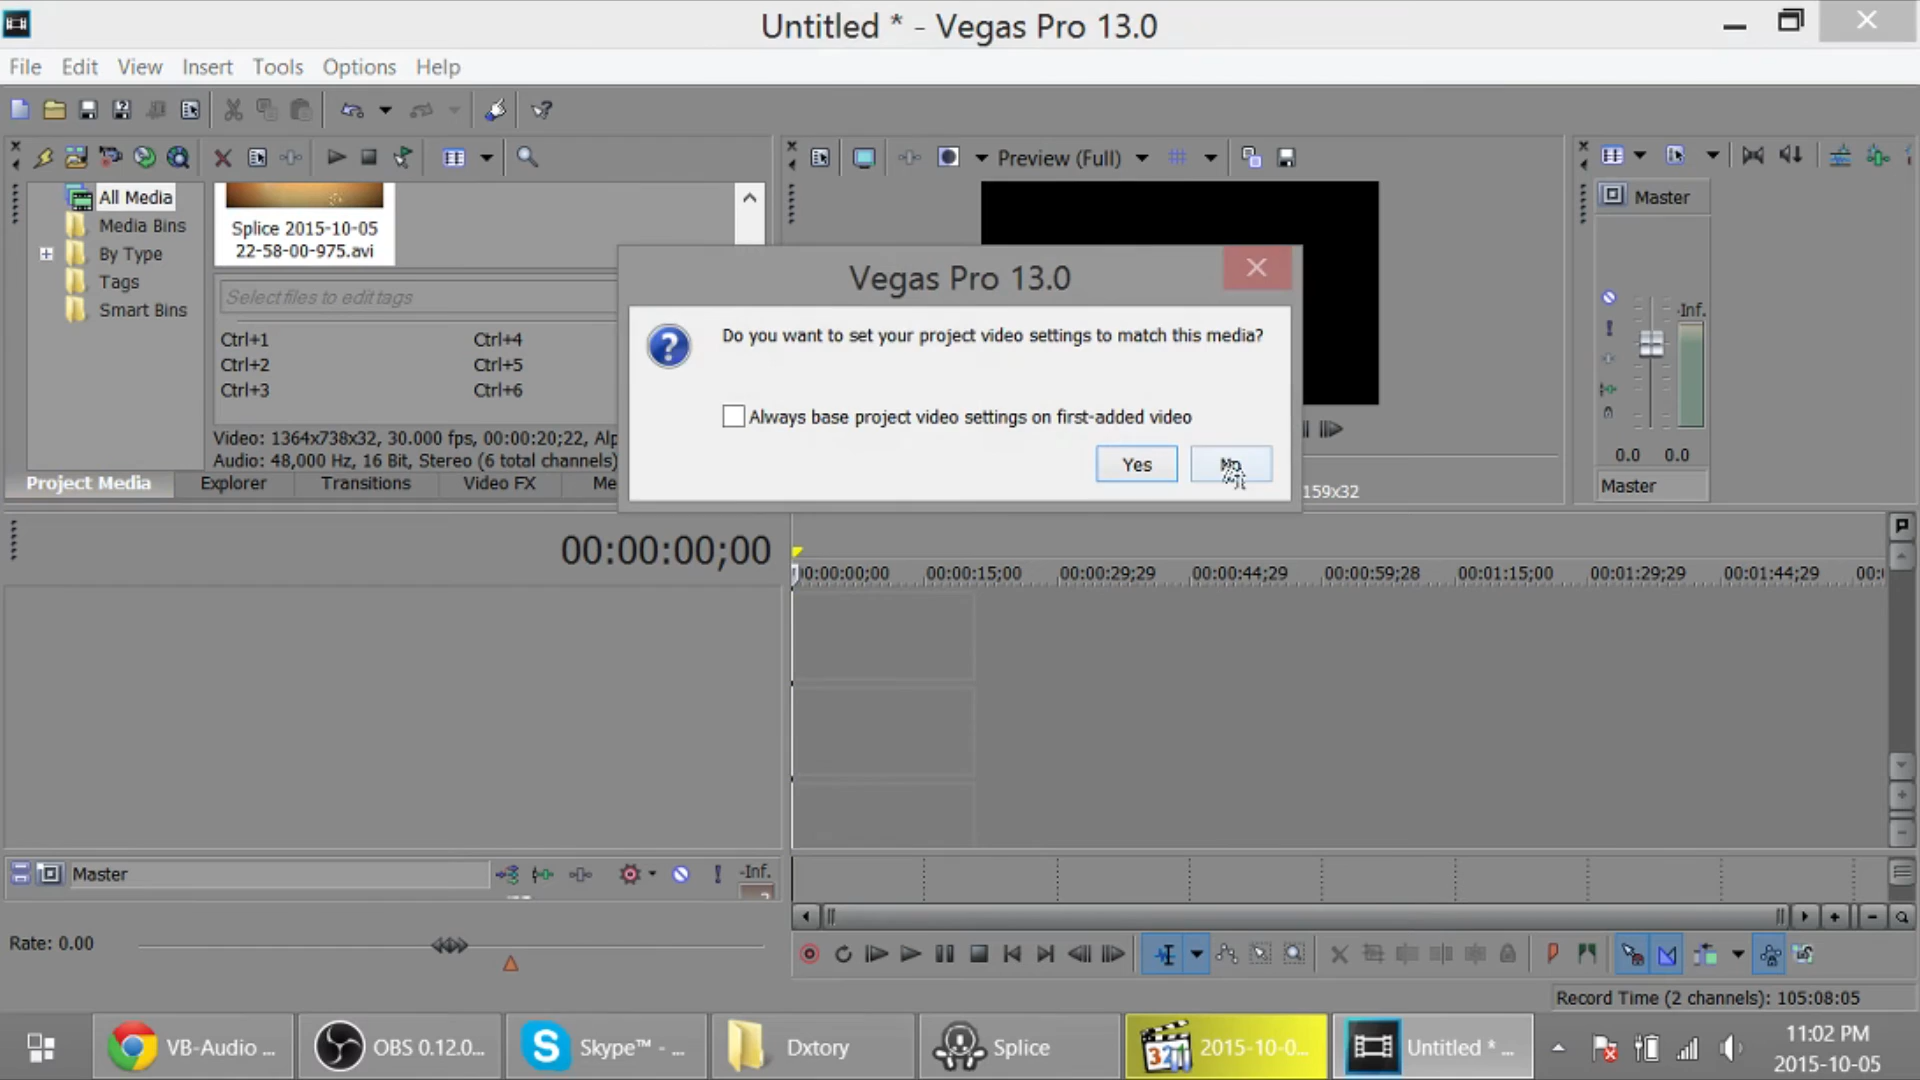 Untitled * - Vegas Pro 13.0
File Edit View Insert Tools Options Help
Preview (Full)
All Media
Media Bins
By Type
Tags
Smart Bins
Splice 2015-10-05
22-58-00-975.avi
Select files to edit tags
Ctrl+1 Ctrl+4
Ctrl+2 Ctrl+5
Ctrl+3 Ctrl+6
Video: 1364x738x32, 30.000 fps, 00:00:20;22, Alp
Audio: 48,000 Hz, 16 Bit, Stereo (6 total channels)
Project Media Explorer Transitions Video FX Me
Vegas Pro 13.0
Do you want to set your project video settings to match this media?
Always base project video settings on first-added video
Yes No
159x32
Master
-Inf.
0.0 0.0
Master
00:00:00;00
00:00:00;00 00:00:15;00 00:00:29;29 00:00:44;29 00:00:59;28 00:01:15;00 00:01:29;29 00:01:44;29 00:
Master
-Inf.
Rate: 0.00
Record Time (2 channels): 105:08:05
VB-Audio ... OBS 0.12.0... Skype™ - ... Dxtory Splice 321 2015-10-0... Untitled * ...
11:02 PM
2015-10-05